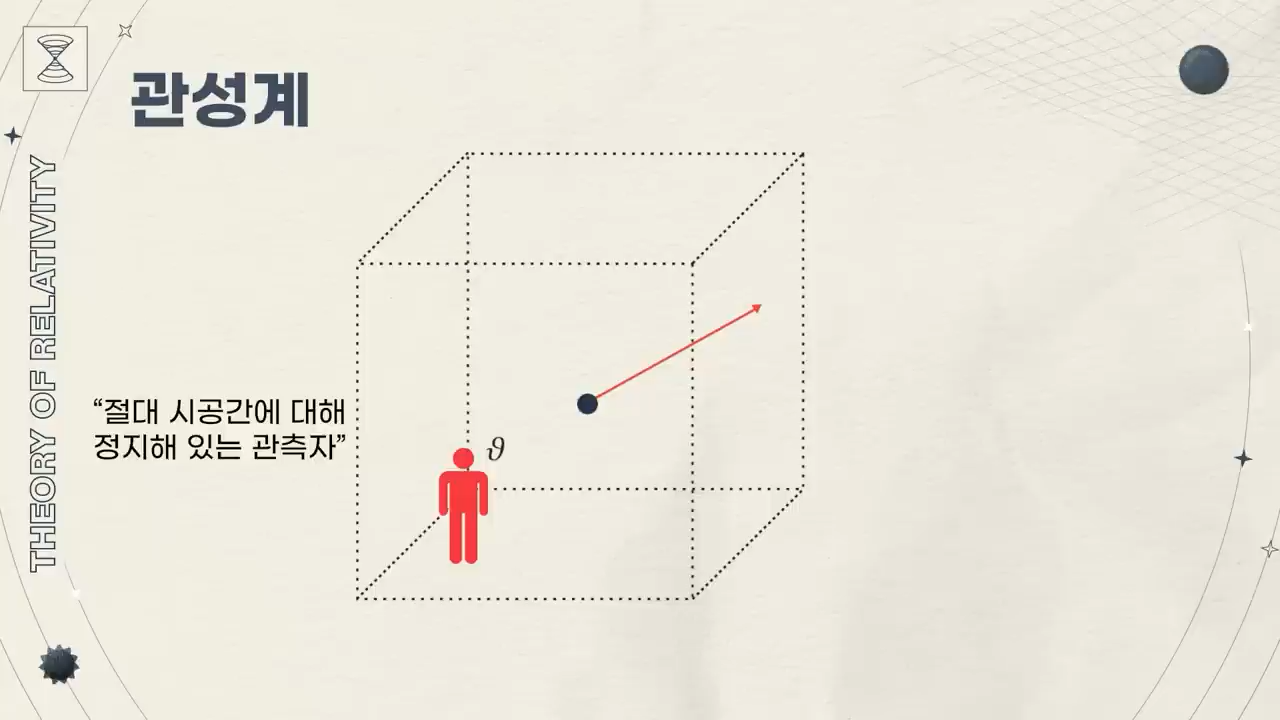 관성계
THEORY OF RELATIVITY
“절대 시공간에 대해
정지해 있는 관측자”
ϑ